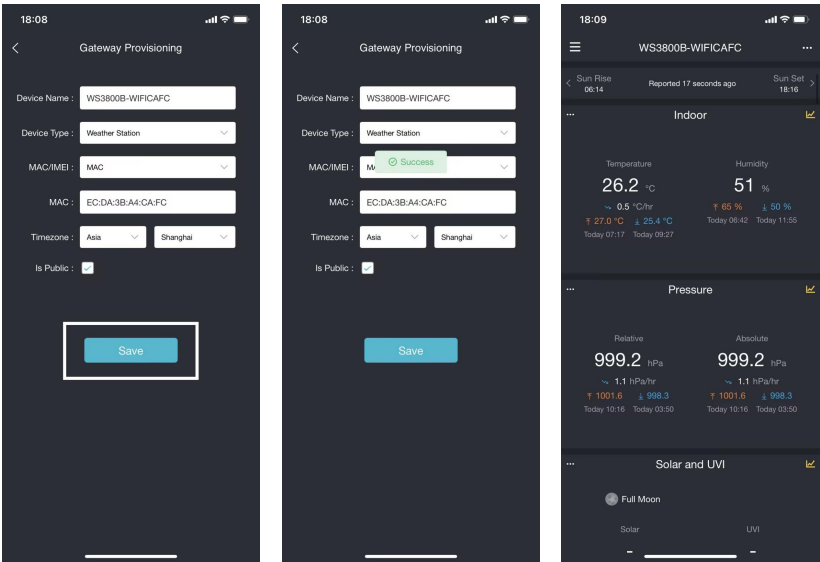 18:08
Gateway Provisioning
Device Name : WS3800B-WIFICAFC
Device Type : Weather Station
MAC/IMEI : MAC
MAC : EC:DA:3B:A4:CA:FC
Timezone : Asia Shanghai
Is Public :
Save
18:08
Gateway Provisioning
Device Name : WS3800B-WIFICAFC
Device Type : Weather Station
Success
MAC/IMEI :
MAC : EC:DA:3B:A4:CA:FC
Timezone : Asia Shanghai
Is Public :
Save
18:09
WS3800B-WIFICAFC
Sun Rise Reported 17 seconds ago Sun Set
06:14 18:16
Indoor
Temperature Humidity
26.2 °C 51 %
0.5 °C/hr 65 % 50 %
27.0 °C 25.4 °C Today 06:42 Today 11:55
Today 07:17 Today 09:27
Pressure
Relative Absolute
999.2 hPa 999.2 hPa
1.1 hPa/hr 1.1 hPa/hr
1001.6 998.3 1001.6 998.3
Today 10:16 Today 03:50 Today 10:16 Today 03:50
Solar and UVI
Full Moon
Solar UVI
- -